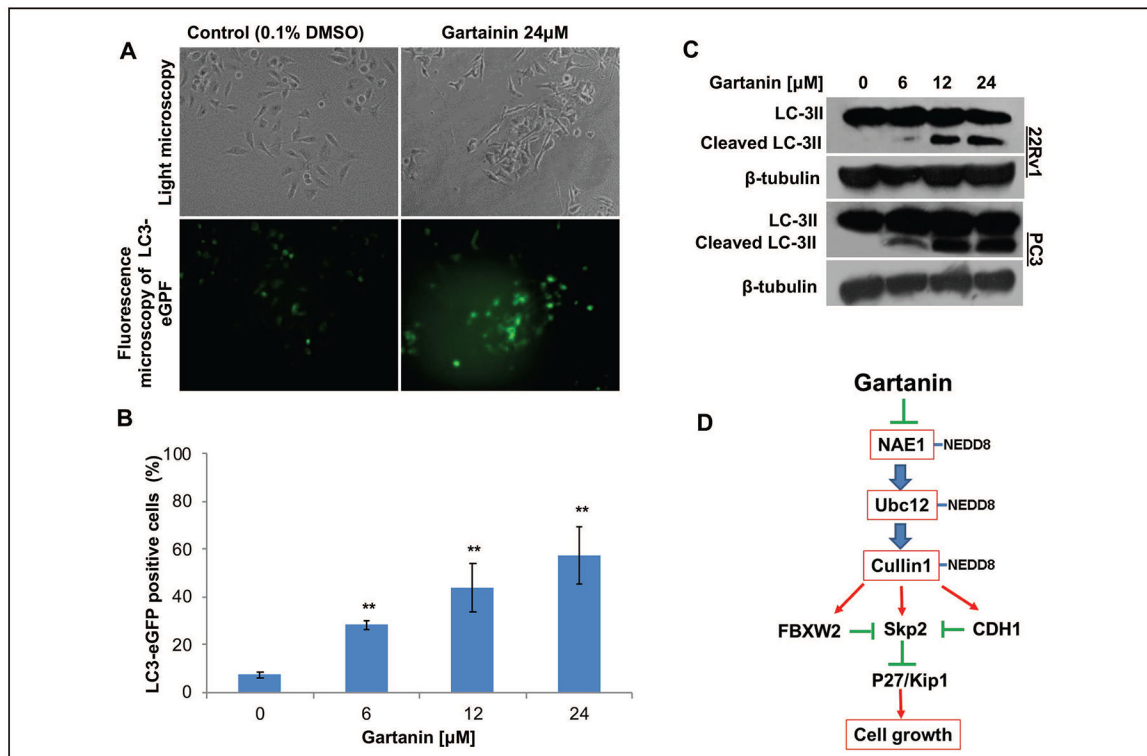 A
Control (0.1% DMSO)
Gartainin 24µM
Light microscopy
Fluorescence
microscopy of LC3-
eGPF
B
LC3-eGFP positive cells (%)
100
80
60
40
20
0
**
**
**
0
6
12
24
Gartanin [µM]
C
Gartanin [µM] 0 6 12 24
LC-3II
Cleaved LC-3II
β-tubulin
22Rv1
LC-3II
Cleaved LC-3II
β-tubulin
PC3
D
Gartanin
NAE1 NEDD8
Ubc12 NEDD8
Cullin1 NEDD8
FBXW2 Skp2 CDH1
P27/Kip1
Cell growth